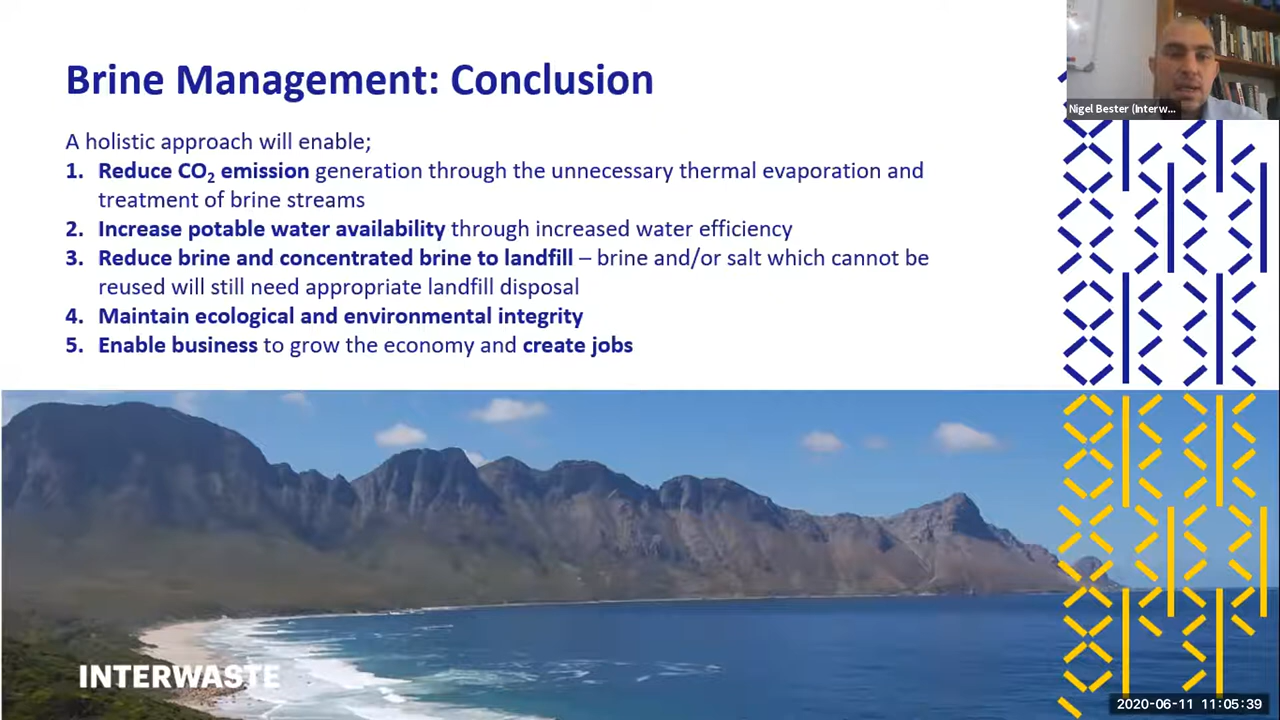 Brine Management: Conclusion
A holistic approach will enable;
1. Reduce CO₂ emission generation through the unnecessary thermal evaporation and
treatment of brine streams
2. Increase potable water availability through increased water efficiency
3. Reduce brine and concentrated brine to landfill – brine and/or salt which cannot be
reused will still need appropriate landfill disposal
4. Maintain ecological and environmental integrity
5. Enable business to grow the economy and create jobs
Nigel Bester (Interw...
INTERWASTE
2020-06-11 11:05:39